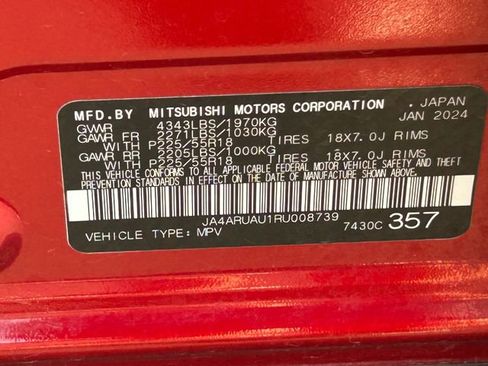 MFD.BY MITSUBISHI MOTORS CORPORATION . JAPAN
GVWR 4343LBS/1970KG JAN 2024
GAWR FR 2271LBS/1030KG TIRES 18X7.0J RIMS
WITH P225/55R18
GAWR RR 2205LBS/1000KG TIRES 18X7.0J RIMS
WITH P225/55R18
THIS VEHICLE CONFORMS TO ALL APPLICABLE FEDERAL MOTOR VEHICLE SAFETY AND
THEFT PREVENTION STANDARDS IN EFFECT ON THE DATE OF MANUFACTURE SHOWN ABOVE.
JA4ARUAU1RU008739
VEHICLE TYPE: MPV 7430C 357